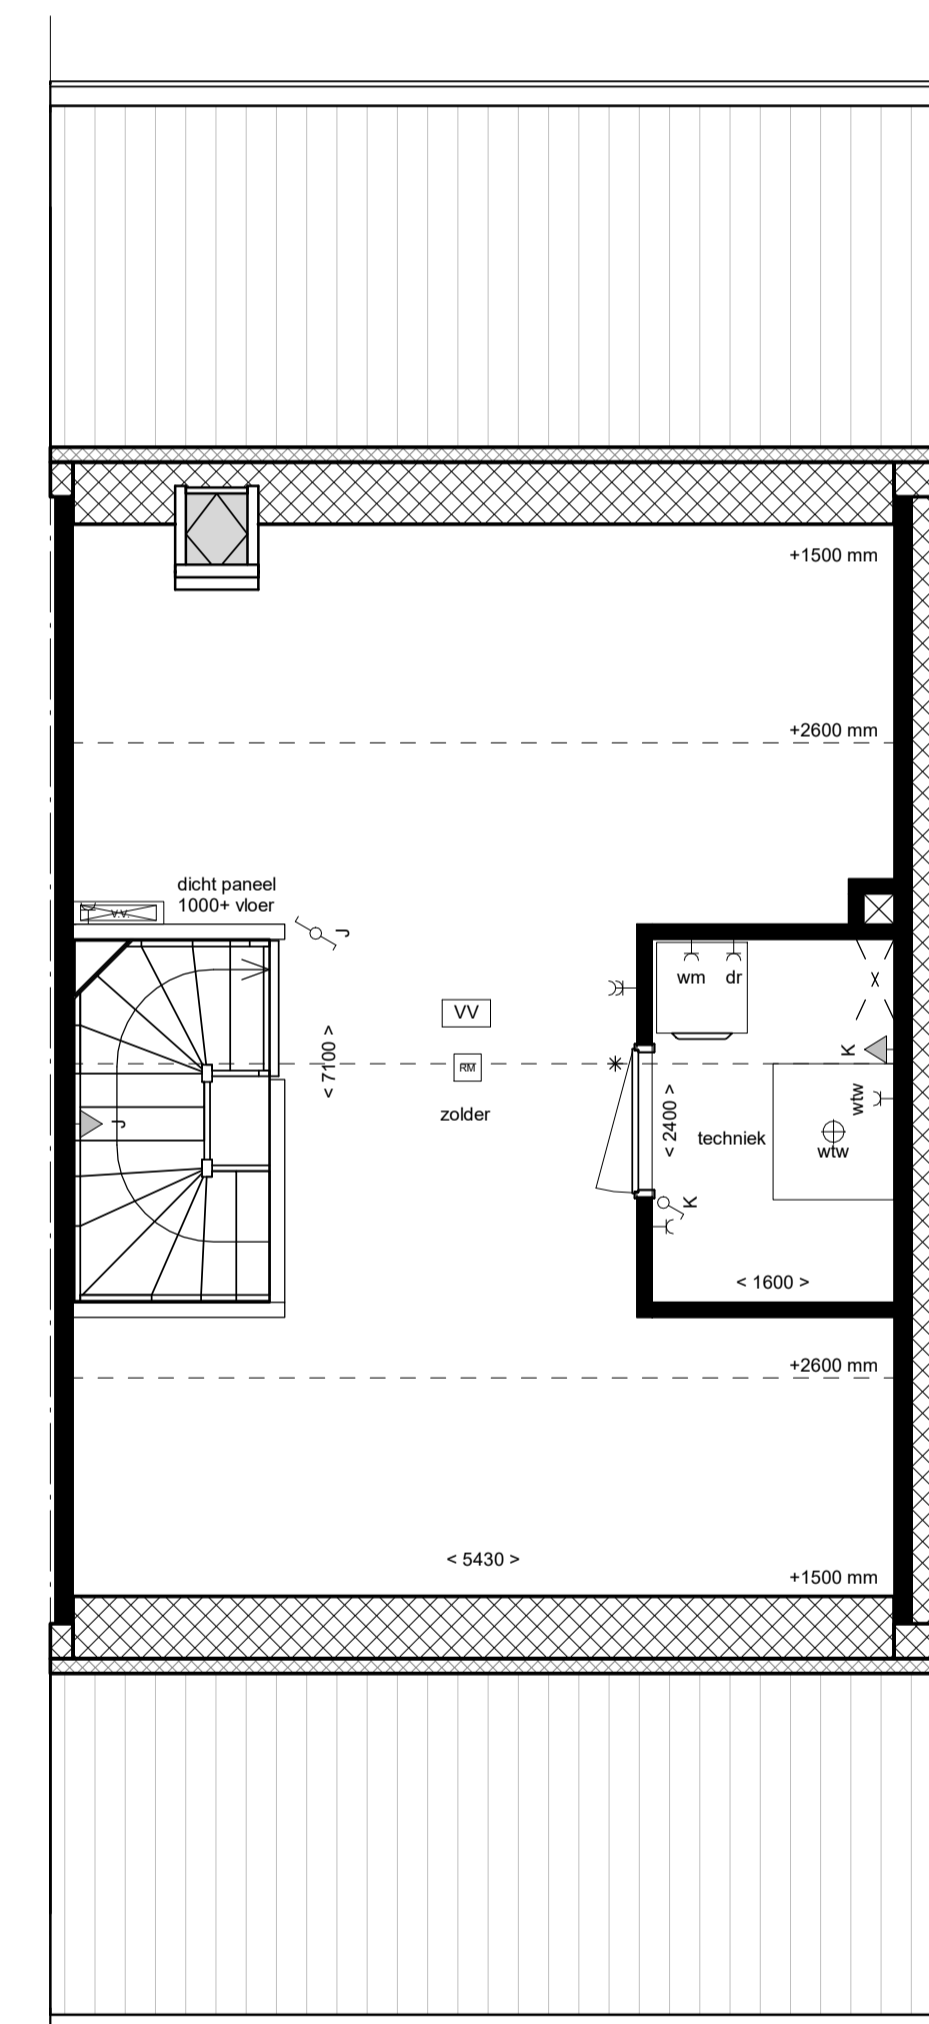 +1500 mm
+2600 mm
dicht paneel
1000+ vloer
v.v.
J
wm dr
VV
< 7100 >
RM
K
zolder
< 2400 >
techniek
wtw
wtw
J
K
< 1600 >
+2600 mm
< 5430 >
+1500 mm